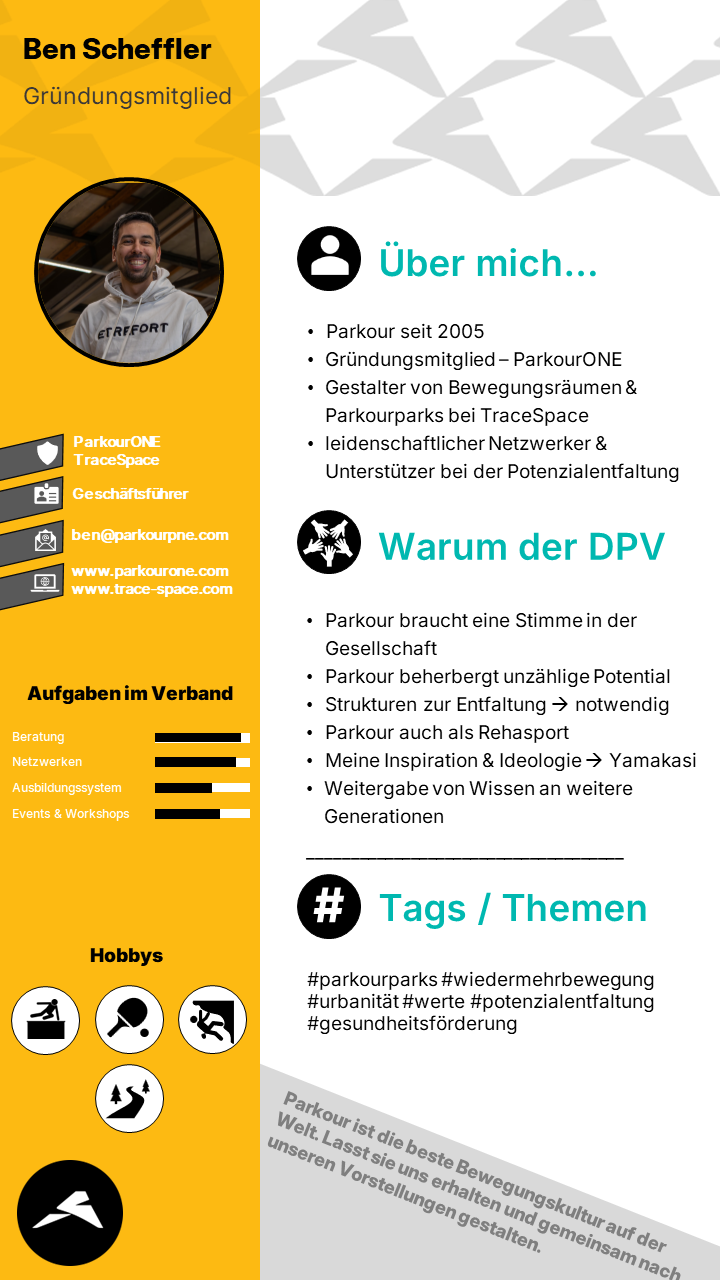 Ben Scheffler
Gründungsmitglied
ETREFORT
ParkourONE
TraceSpace
Geschäftsführer
ben@parkourpne.com
www.parkourone.com
www.trace-space.com
Aufgaben im Verband
Beratung
Netzwerken
Ausbildungssystem
Events & Workshops
Hobbys
Über mich...
• Parkour seit 2005
• Gründungsmitglied – ParkourONE
• Gestalter von Bewegungsräumen &
Parkourparks bei TraceSpace
• leidenschaftlicher Netzwerker &
Unterstützer bei der Potenzialentfaltung
Warum der DPV
• Parkour braucht eine Stimme in der
Gesellschaft
• Parkour beherbergt unzählige Potential
• Strukturen zur Entfaltung → notwendig
• Parkour auch als Rehasport
• Meine Inspiration & Ideologie → Yamakasi
• Weitergabe von Wissen an weitere
Generationen
___________________________________
# Tags / Themen
#parkourparks #wiedermehrbewegung
#urbanität #werte #potenzialentfaltung
#gesundheitsförderung
Parkour ist die beste Bewegungskultur auf der
Welt. Lasst sie uns erhalten und gemeinsam nach
unseren Vorstellungen gestalten.